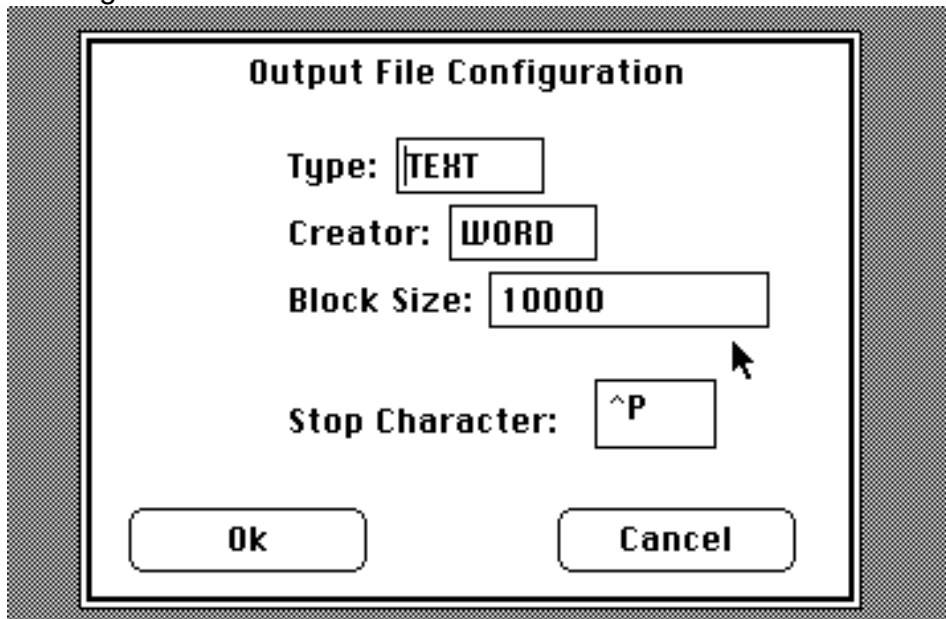 Output File Configuration
Type: TEXT
Creator: WORD
Block Size: 10000
Stop Character: ^P
Ok Cancel